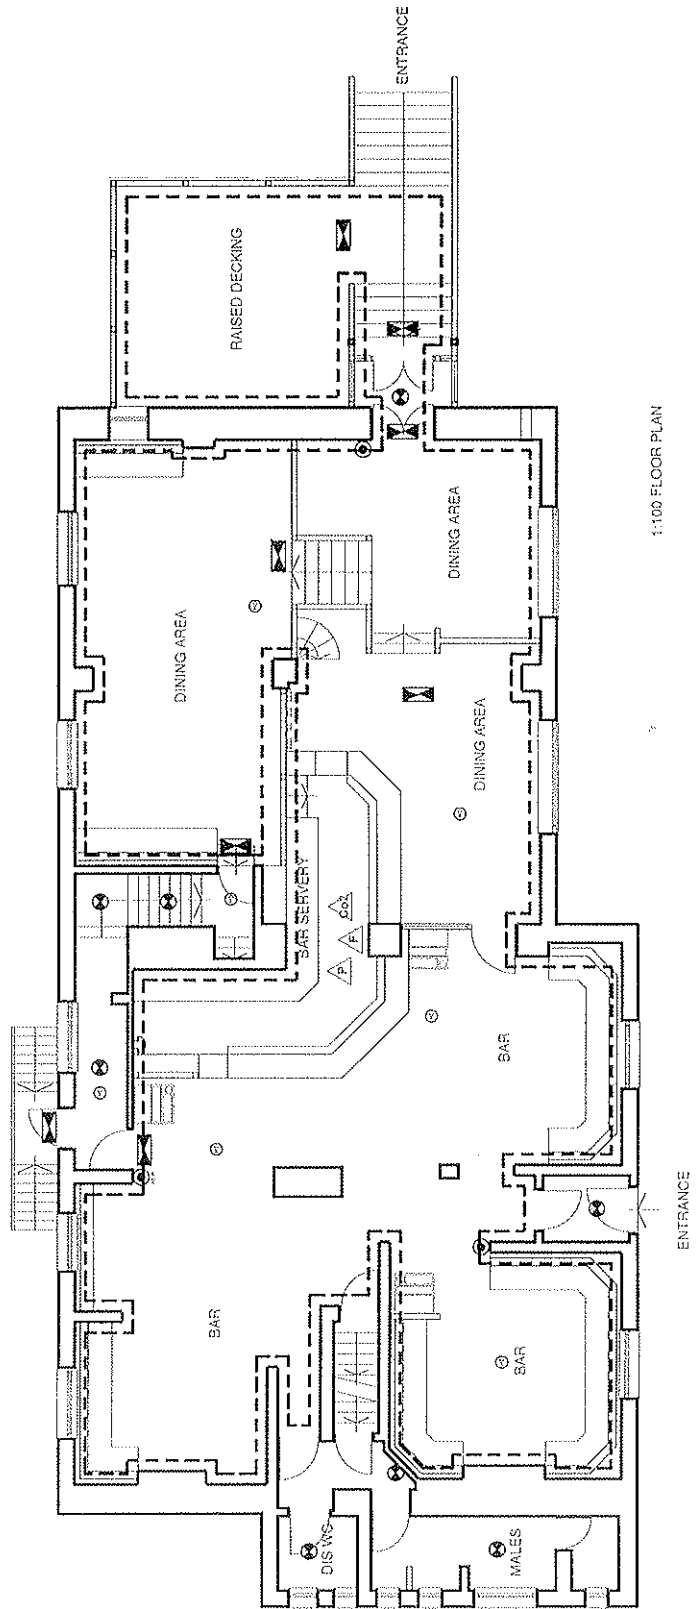 ENTRANCE
RAISED DECKING
DINING AREA
DINING AREA
DINING AREA
1:100 FLOOR PLAN
BAR SERVERY
Co2
F
P
BAR
BAR
BAR
ENTRANCE
DIS WC
MALES